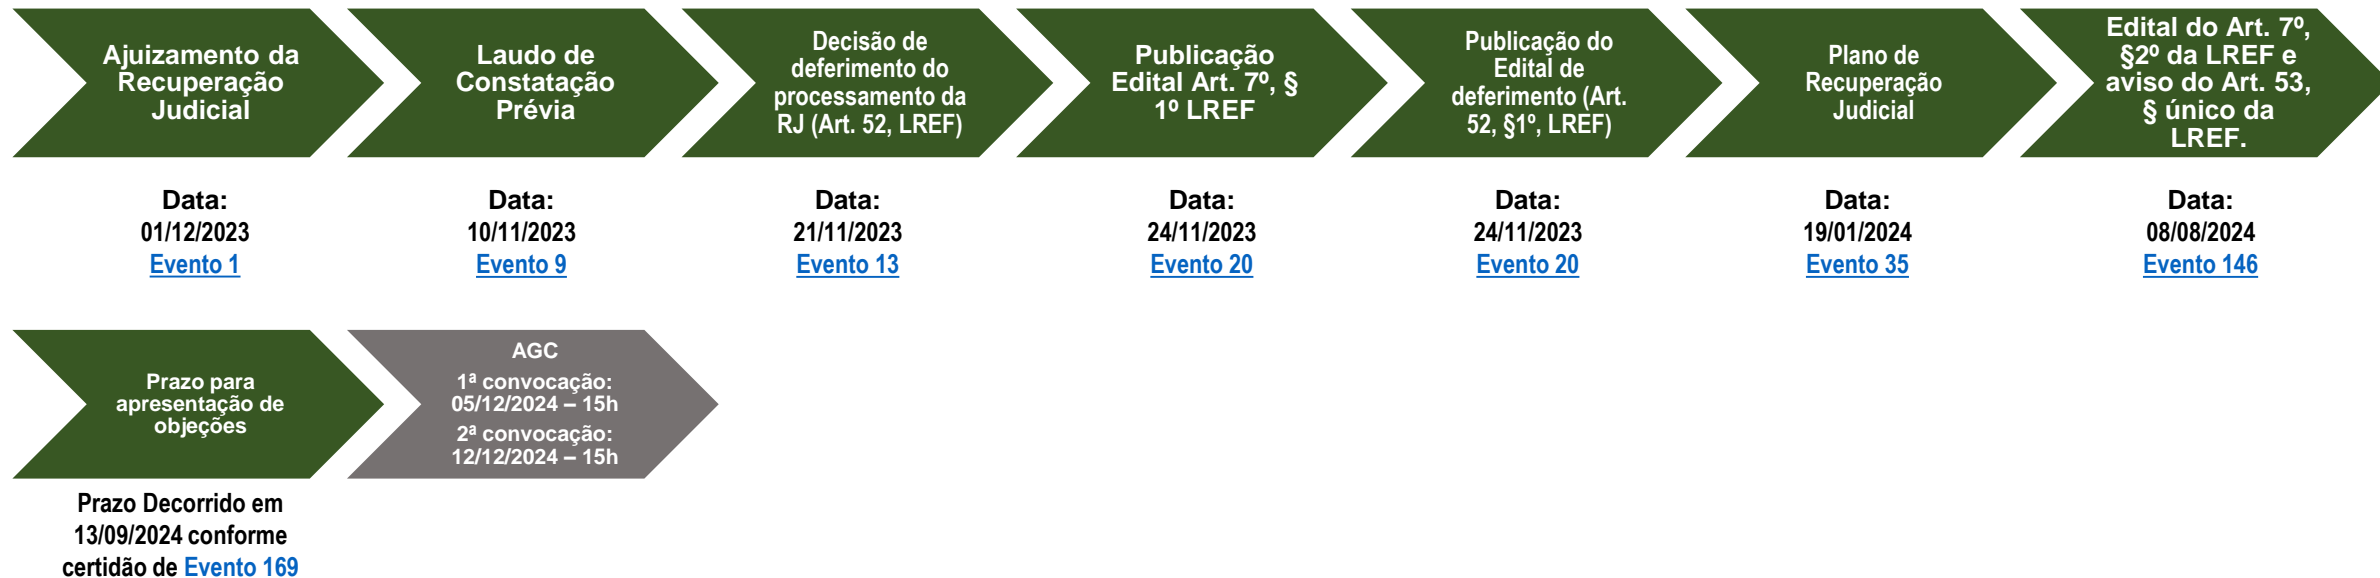 Ajuizamento da
Recuperação
Judicial
Data:
01/12/2023
Evento 1
Laudo de
Constatação
Prévia
Data:
10/11/2023
Evento 9
Decisão de
deferimento do
processamento da
RJ (Art. 52, LREF)
Data:
21/11/2023
Evento 13
Publicação
Edital Art. 7º, §
1º LREF
Data:
24/11/2023
Evento 20
Publicação do
Edital de
deferimento (Art.
52, §1º, LREF)
Data:
24/11/2023
Evento 20
Plano de
Recuperação
Judicial
Data:
19/01/2024
Evento 35
Edital do Art. 7º,
§2º da LREF e
aviso do Art. 53,
§ único da
LREF.
Data:
08/08/2024
Evento 146
Prazo para
apresentação de
objeções
Prazo Decorrido em
13/09/2024 conforme
certidão de Evento 169
AGC
1ª convocação:
05/12/2024 – 15h
2ª convocação:
12/12/2024 – 15h